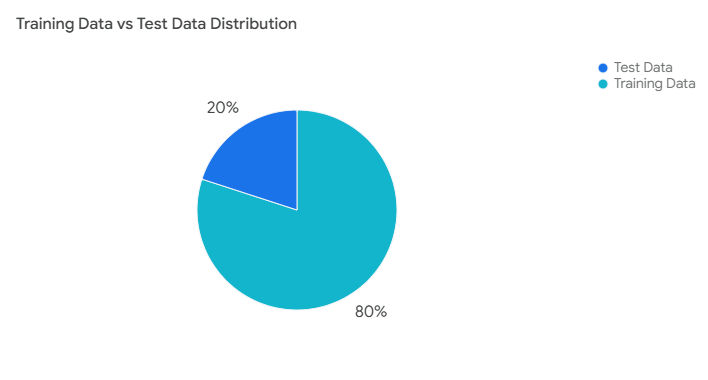 Training Data vs Test Data Distribution
Test Data
Training Data
20%
80%